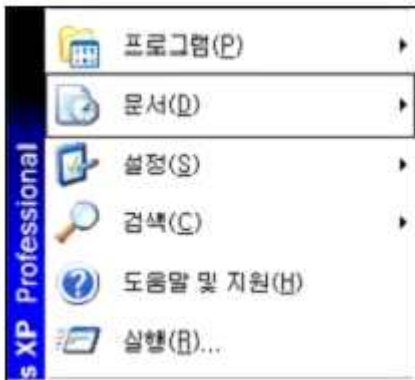 프로그램(P)
문서(D)
설정(S)
검색(C)
도움말 및 지원(H)
실행(R)...
s XP Professional